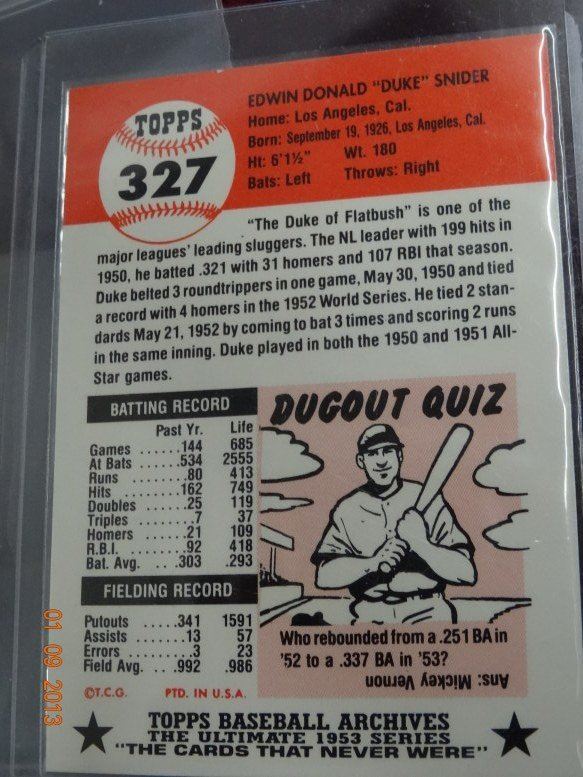 TOPPS
327
EDWIN DONALD "DUKE" SNIDER
Home: Los Angeles, Cal.
Born: September 19, 1926, Los Angeles, Cal.
Ht: 6'1½" Wt. 180
Bats: Left Throws: Right
"The Duke of Flatbush" is one of the
major leagues' leading sluggers. The NL leader with 199 hits in
1950, he batted .321 with 31 homers and 107 RBI that season.
Duke belted 3 roundtrippers in one game, May 30, 1950 and tied
a record with 4 homers in the 1952 World Series. He tied 2 stan-
dards May 21, 1952 by coming to bat 3 times and scoring 2 runs
in the same inning. Duke played in both the 1950 and 1951 All-
Star games.
BATTING RECORD
Past Yr. Life
Games ......144 685
At Bats .....534 2555
Runs ........80 413
Hits ........162 749
Doubles .....25 119
Triples .......7 37
Homers .....21 109
R.B.I. .......92 418
Bat. Avg. ...303 .293
FIELDING RECORD
Putouts .....341 1591
Assists ......13 57
Errors ........3 23
Field Avg. .. .992 .986
DUGOUT QUIZ
Who rebounded from a .251 BA in
'52 to a .337 BA in '53?
Ans: Mickey Vernon
©T.C.G. PTD. IN U.S.A.
TOPPS BASEBALL ARCHIVES
THE ULTIMATE 1953 SERIES
"THE CARDS THAT NEVER WERE"
01 09 2013